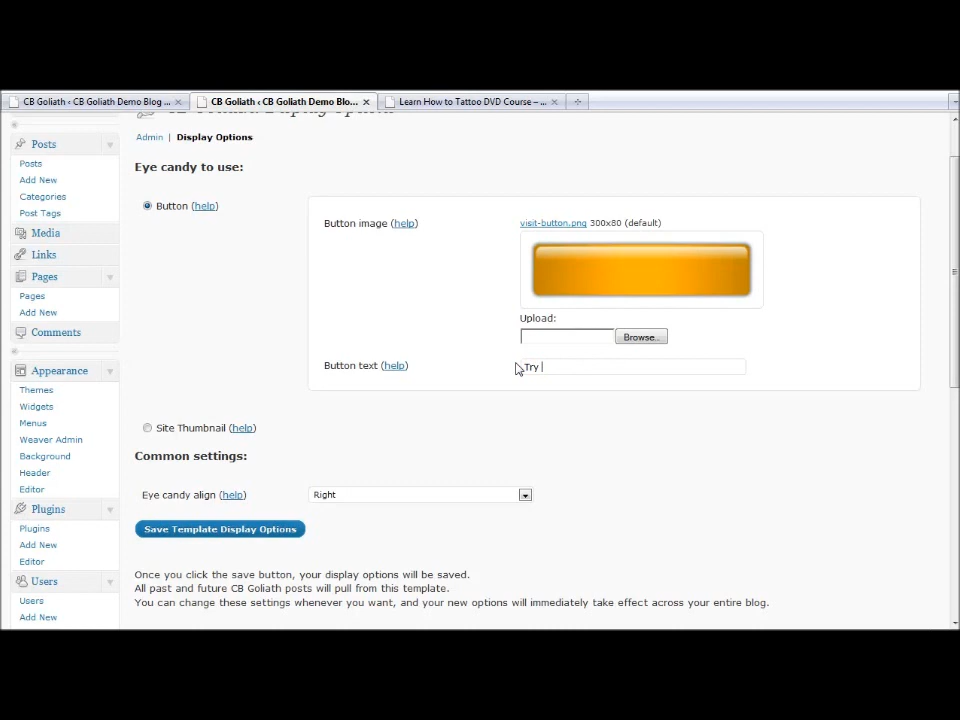 CB Goliath ‹ CB Goliath Demo Blog ...
CB Goliath ‹ CB Goliath Demo Blo...
Learn How to Tattoo DVD Course – ...
Posts
Posts
Add New
Categories
Post Tags
Media
Links
Pages
Pages
Add New
Comments
Appearance
Themes
Widgets
Menus
Weaver Admin
Background
Header
Editor
Plugins
Plugins
Add New
Editor
Users
Users
Add New
Admin | Display Options
Eye candy to use:
Button (help)
Button image (help)
visit-button.png 300x80 (default)
Upload:
Browse..
Button text (help)
Try
Site Thumbnail (help)
Common settings:
Eye candy align (help)
Right
Save Template Display Options
Once you click the save button, your display options will be saved.
All past and future CB Goliath posts will pull from this template.
You can change these settings whenever you want, and your new options will immediately take effect across your entire blog.